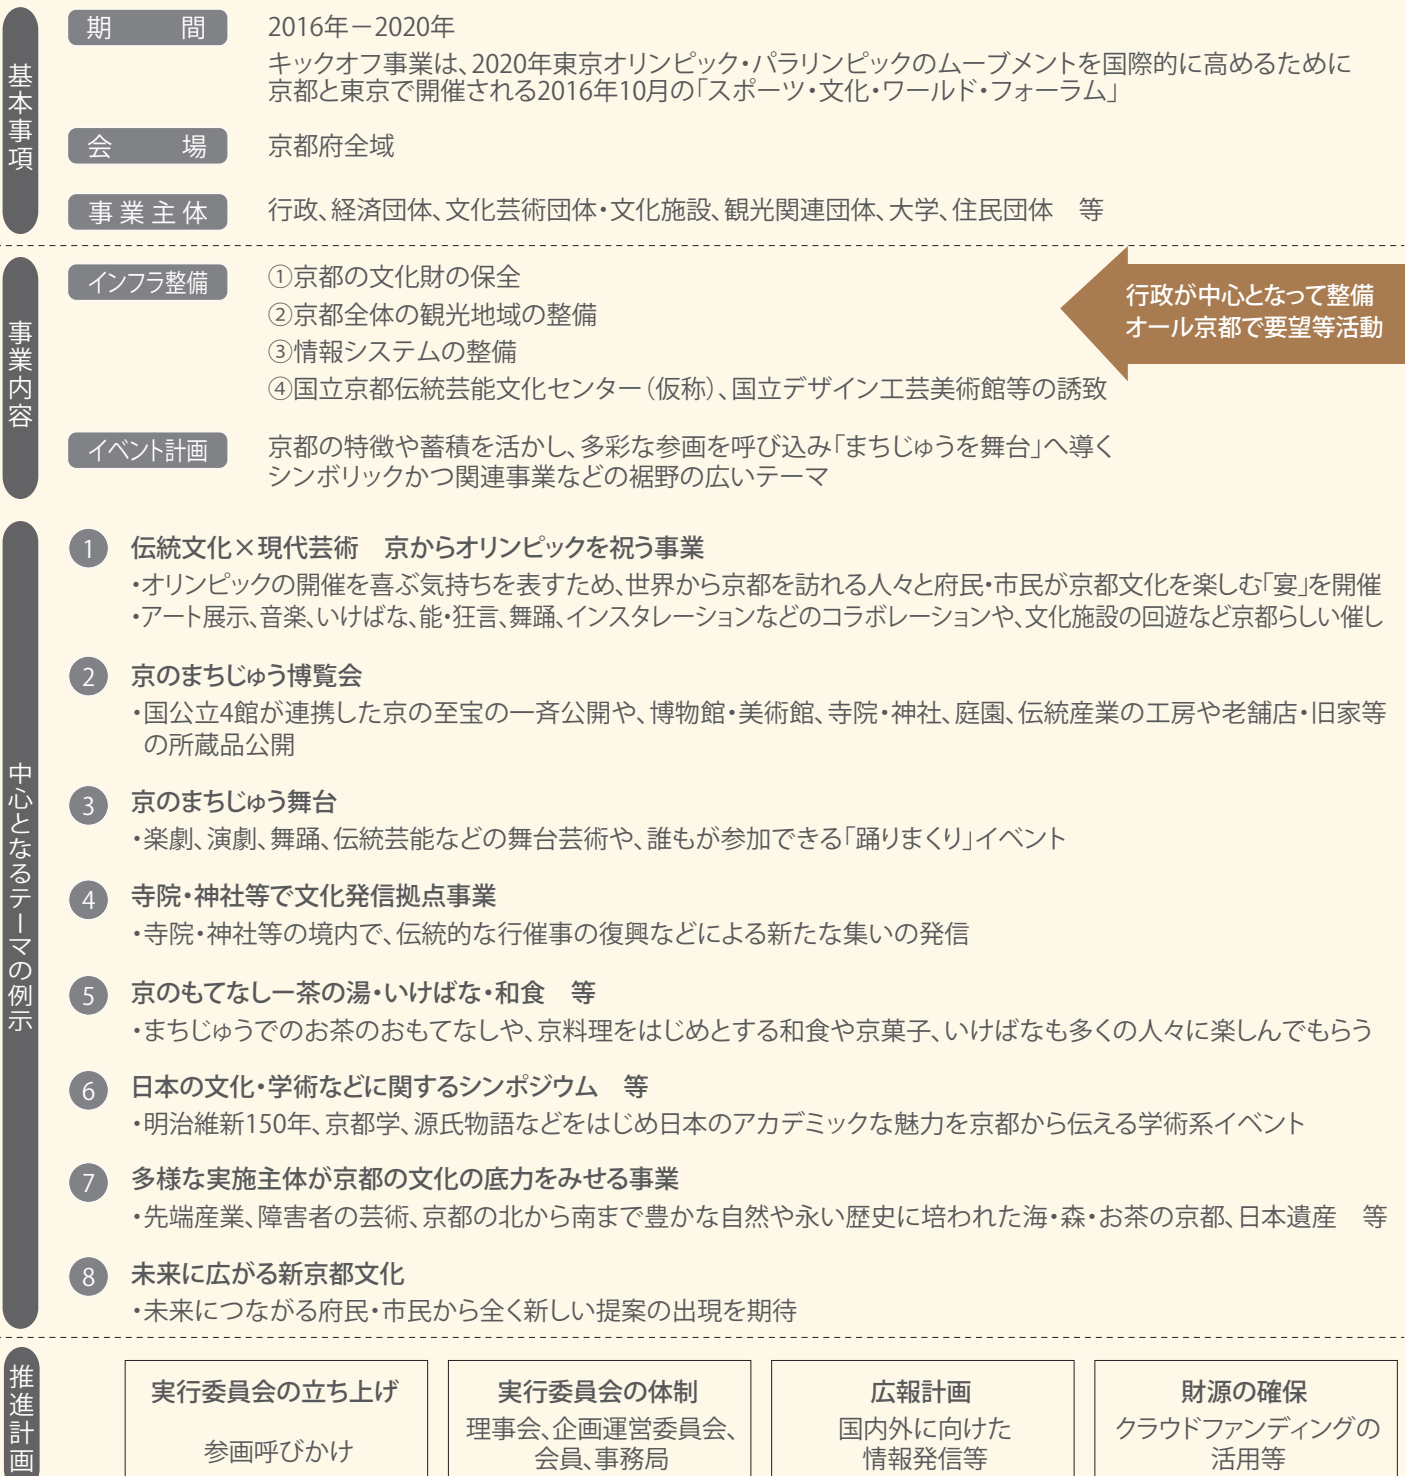 基本事項
期　　間
2016年－2020年
キックオフ事業は、2020年東京オリンピック・パラリンピックのムーブメントを国際的に高めるために
京都と東京で開催される2016年10月の「スポーツ・文化・ワールド・フォーラム」
会　　場
京都府全域
事業主体
行政、経済団体、文化芸術団体・文化施設、観光関連団体、大学、住民団体　等
事業内容
インフラ整備
①京都の文化財の保全
②京都全体の観光地域の整備
③情報システムの整備
④国立京都伝統芸能文化センター（仮称）、国立デザイン工芸美術館等の誘致
行政が中心となって整備
オール京都で要望等活動
イベント計画
京都の特徴や蓄積を活かし、多彩な参画を呼び込み「まちじゅうを舞台」へ導く
シンボリックかつ関連事業などの裾野の広いテーマ
中心となるテーマの例示
1 伝統文化×現代芸術　京からオリンピックを祝う事業
・オリンピックの開催を喜ぶ気持ちを表すため、世界から京都を訪れる人々と府民・市民が京都文化を楽しむ「宴」を開催
・アート展示、音楽、いけばな、能・狂言、舞踊、インスタレーションなどのコラボレーションや、文化施設の回遊など京都らしい催し
2 京のまちじゅう博覧会
・国公立4館が連携した京の至宝の一斉公開や、博物館・美術館、寺院・神社、庭園、伝統産業の工房や老舗店・旧家等
の所蔵品公開
3 京のまちじゅう舞台
・楽劇、演劇、舞踊、伝統芸能などの舞台芸術や、誰もが参加できる「踊りまくり」イベント
4 寺院・神社等で文化発信拠点事業
・寺院・神社等の境内で、伝統的な行催事の復興などによる新たな集いの発信
5 京のもてなしー茶の湯・いけばな・和食　等
・まちじゅうでのお茶のおもてなしや、京料理をはじめとする和食や京菓子、いけばなも多くの人々に楽しんでもらう
6 日本の文化・学術などに関するシンポジウム　等
・明治維新150年、京都学、源氏物語などをはじめ日本のアカデミックな魅力を京都から伝える学術系イベント
7 多様な実施主体が京都の文化の底力をみせる事業
・先端産業、障害者の芸術、京都の北から南まで豊かな自然や永い歴史に培われた海・森・お茶の京都、日本遺産　等
8 未来に広がる新京都文化
・未来につながる府民・市民から全く新しい提案の出現を期待
推進計画
実行委員会の立ち上げ
参画呼びかけ
実行委員会の体制
理事会、企画運営委員会、
会員、事務局
広報計画
国内外に向けた
情報発信等
財源の確保
クラウドファンディングの
活用等